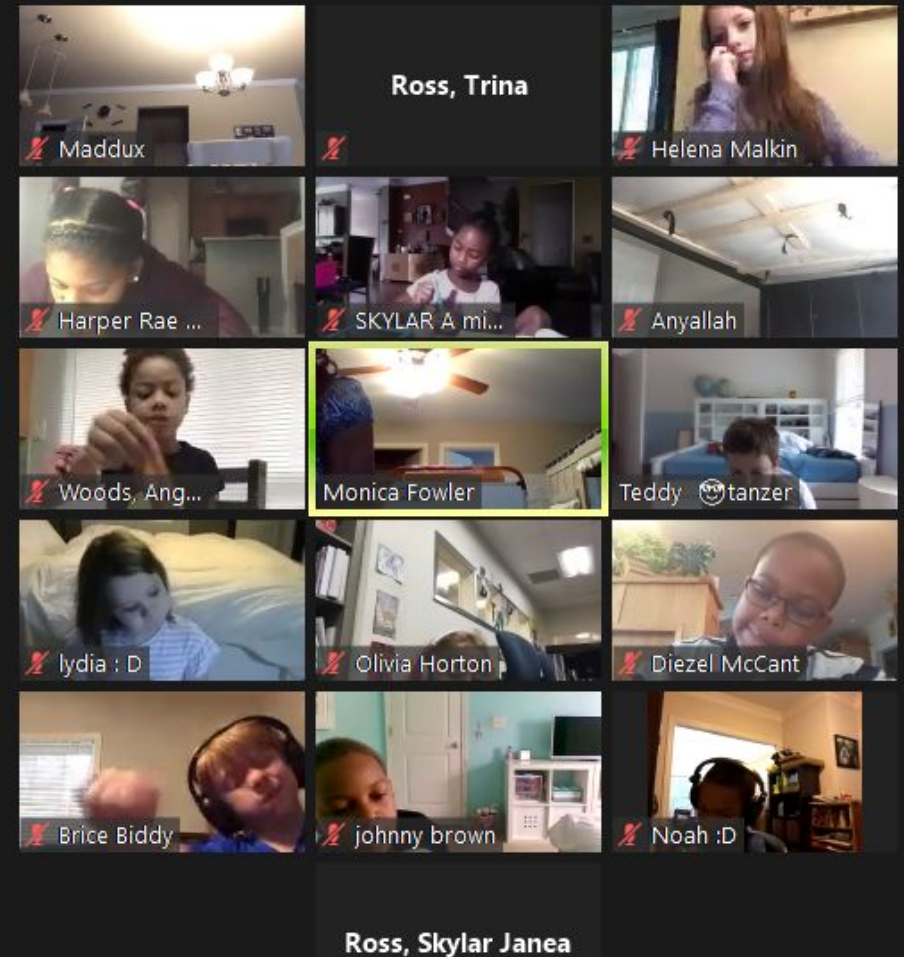 Maddux
Ross, Trina
Helena Malkin
Harper Rae ...
SKYLAR A mi...
Anyallah
Woods, Ang...
Monica Fowler
Teddy 🤓tanzer
lydia : D
Olivia Horton
Diezel McCant
Brice Biddy
johnny brown
Noah :D
Ross, Skylar Janea